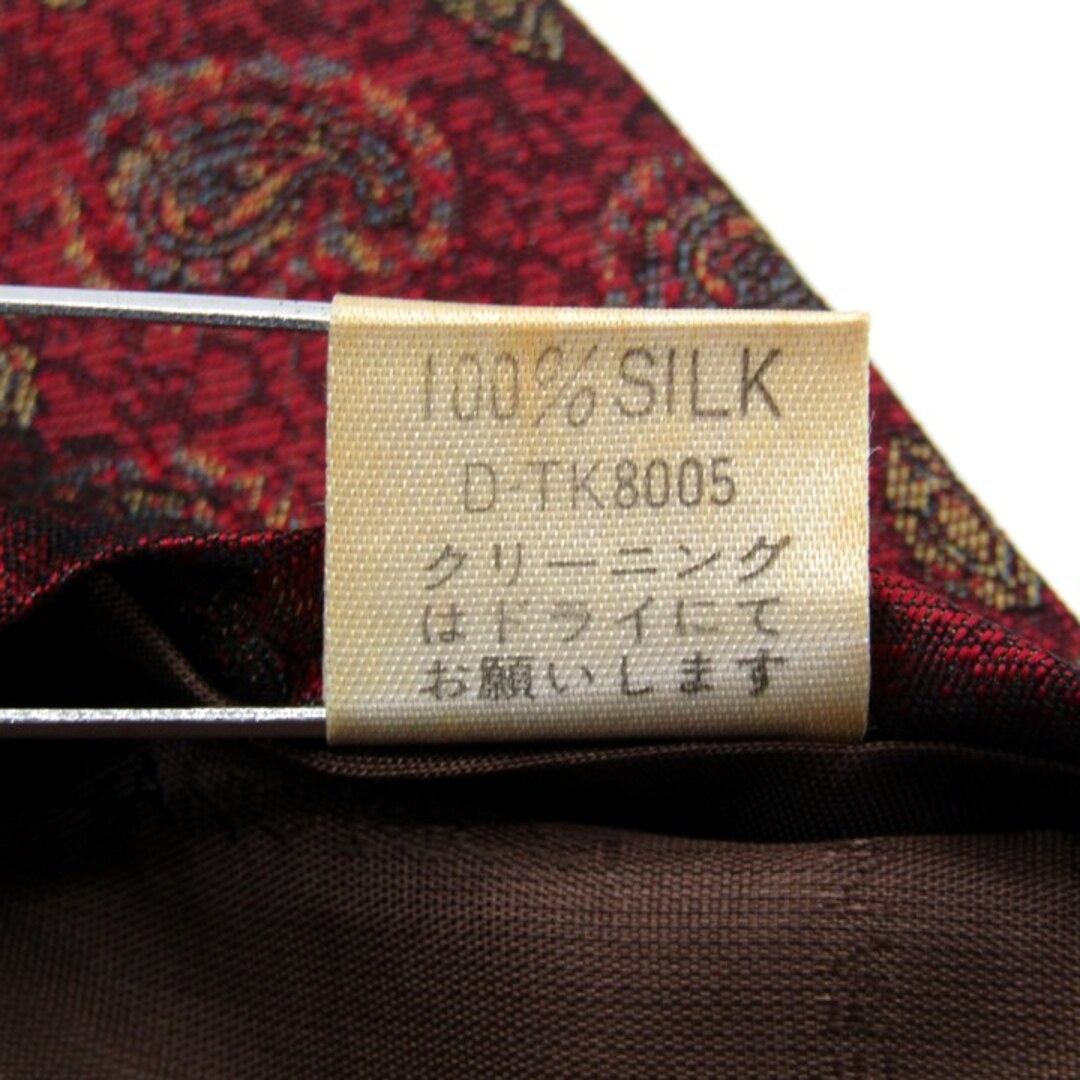 100% SILK
D-TK8005
クリーニング
はドライにて
お願いします